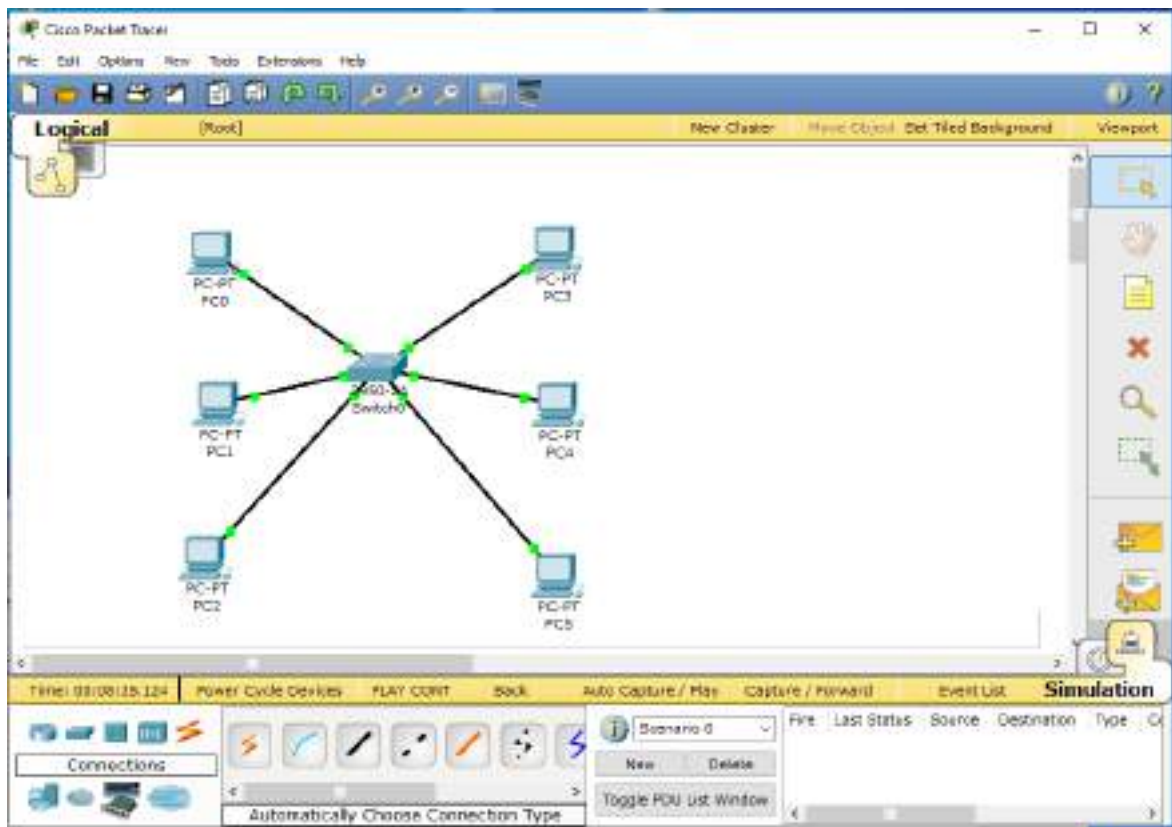 Cisco Packet Tracer
File Edit Options View Tools Extensions Help
Logical [Root] New Cluster Move Object Set Tiled Background Viewport
PC-PT
PC0
PC-PT
PC3
Switch0
PC-PT
PC1
PC-PT
PC4
PC-PT
PC2
PC-PT
PC5
Power Cycle Devices PLAY CONT Back Auto Capture / Play Capture / Forward Event List Simulation
Scenario 0
Fire Last Status Source Destination Type
Connections
New Delete
Toggle PDU List Window
Automatically Choose Connection Type